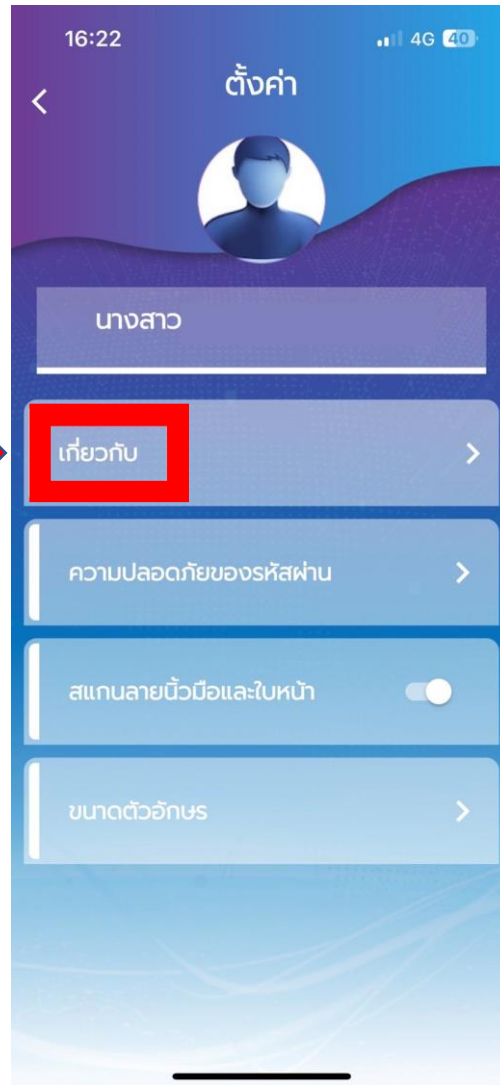 16:22
4G 40
ตั้งค่า
นางสาว
เกี่ยวกับ
ความปลอดภัยของรหัสผ่าน
สแกนลายนิ้วมือและใบหน้า
ขนาดตัวอักษร